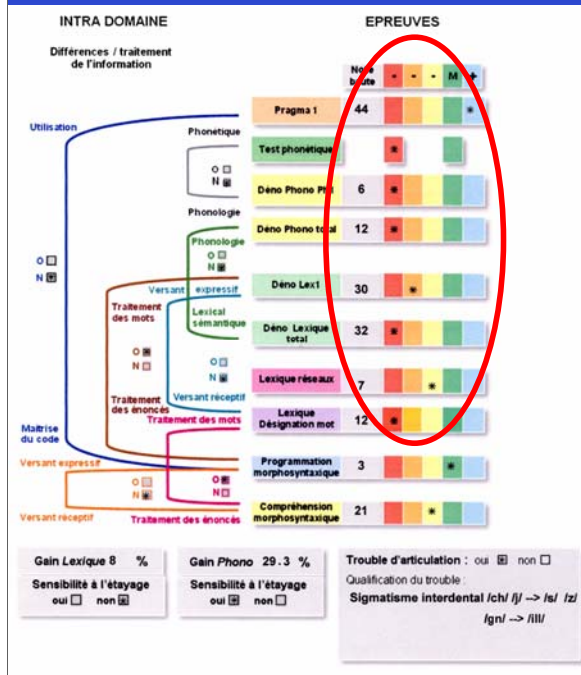 INTRA DOMAINE
EPREUVES
Différences / traitement
de l'information
Note
brute
- - - M +
Utilisation
Pragma 1 44 *
Phonétique
Test phonétique *
O
N
Déno Phono Ph1 6 *
Phonologie
Déno Phono total 12 *
Phonologie
O
N
O
N
Versant expressif
Déno Lex1 30 *
Traitement
des mots
Lexical
sémantique
Déno Lexique
total 32 *
O
N
O
N
Lexique réseaux 7 *
Traitement
des énoncés
Versant réceptif
Traitement des mots
Lexique
Désignation mot 12 *
Maîtrise
du code
Versant expressif
Programmation
morphosyntaxique 3 *
O
N
O
N
Compréhension
morphosyntaxique 21 *
Versant réceptif
Traitement des énoncés
Gain Lexique 8 %
Sensibilité à l'étayage
oui non
Gain Phono 29.3 %
Sensibilité à l'étayage
oui non
Trouble d'articulation : oui non
Qualification du trouble :
Sigmatisme interdental /ch/ /j/ --> /s/ /z/
/gn/ --> /ill/